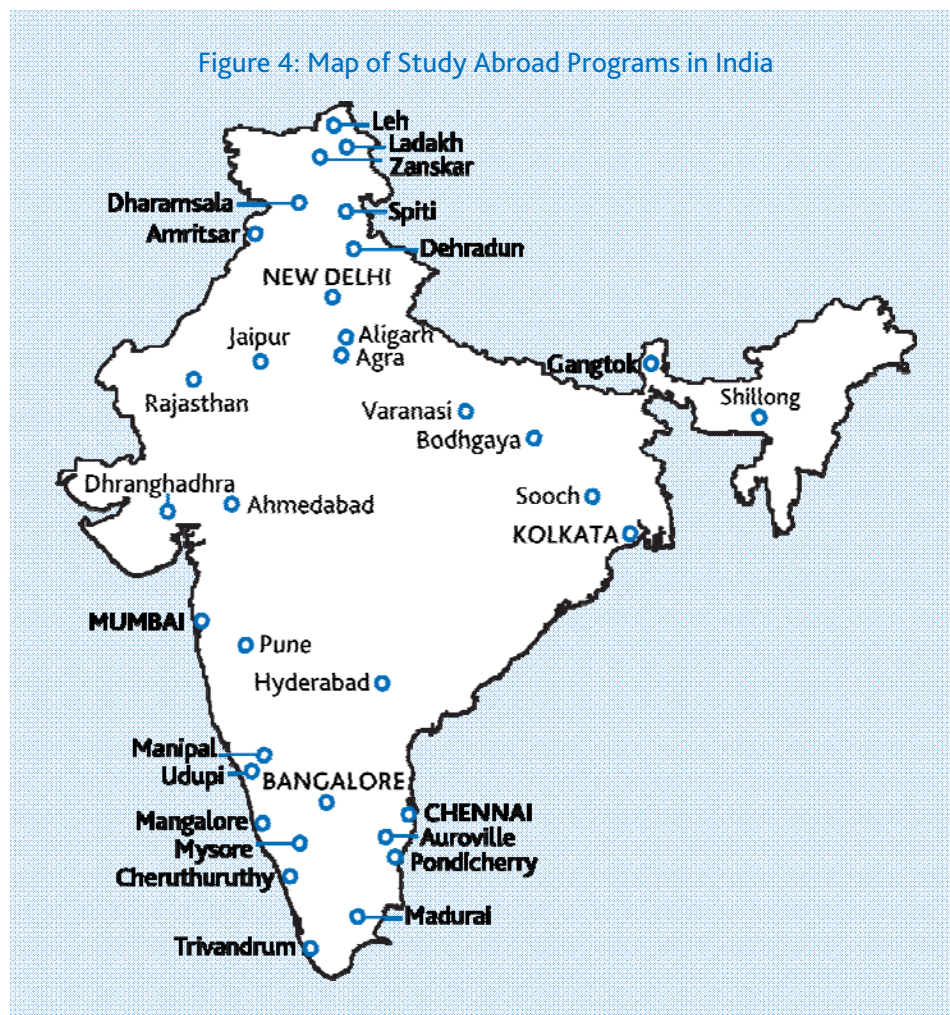 Figure 4: Map of Study Abroad Programs in India
Leh
Ladakh
Zanskar
Dharamsala
Spiti
Amritsar
Dehradun
NEW DELHI
Jaipur
Aligarh
Agra
Gangtok
Rajasthan
Shillong
Varanasi
Bodhgaya
Dhranghadhra
Ahmedabad
Sooch
KOLKATA
MUMBAI
Pune
Hyderabad
Manipal
Udupi
BANGALORE
Mangalore
CHENNAI
Auroville
Mysore
Pondicherry
Cheruthuruthy
Madurai
Trivandrum